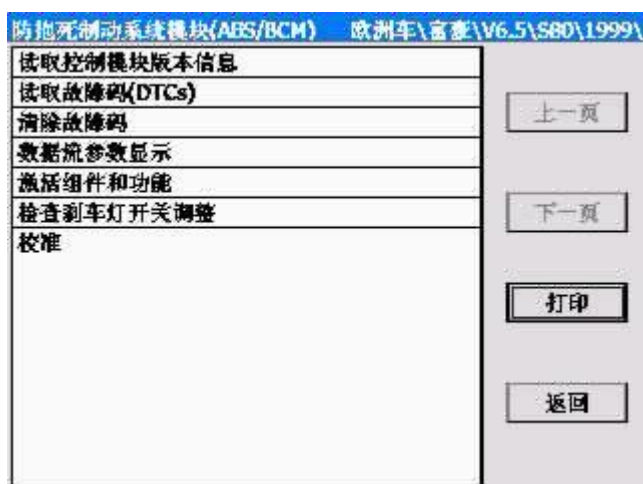 防抱死制动系统模块(ABS/BCM) 欧洲车\富豪\V6.5\S80\1999\
读取控制模块版本信息
读取故障码(DTCs)
清除故障码
数据流参数显示
激活组件和功能
检查刹车灯开关调整
校准
上一页
下一页
打印
返回